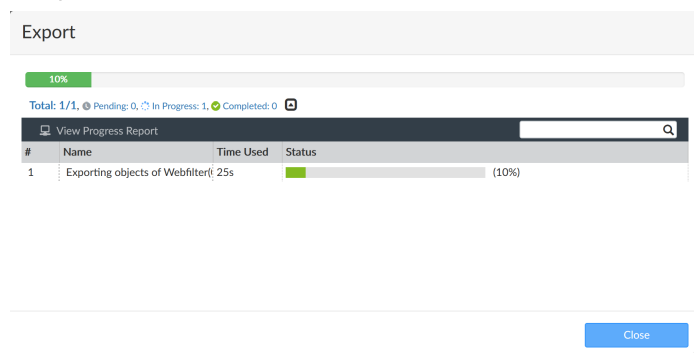 Export
10%
Total: 1/1, Pending: 0, In Progress: 1, Completed: 0
View Progress Report
# Name Time Used Status
1 Exporting objects of Webfilter( 25s (10%)
Close